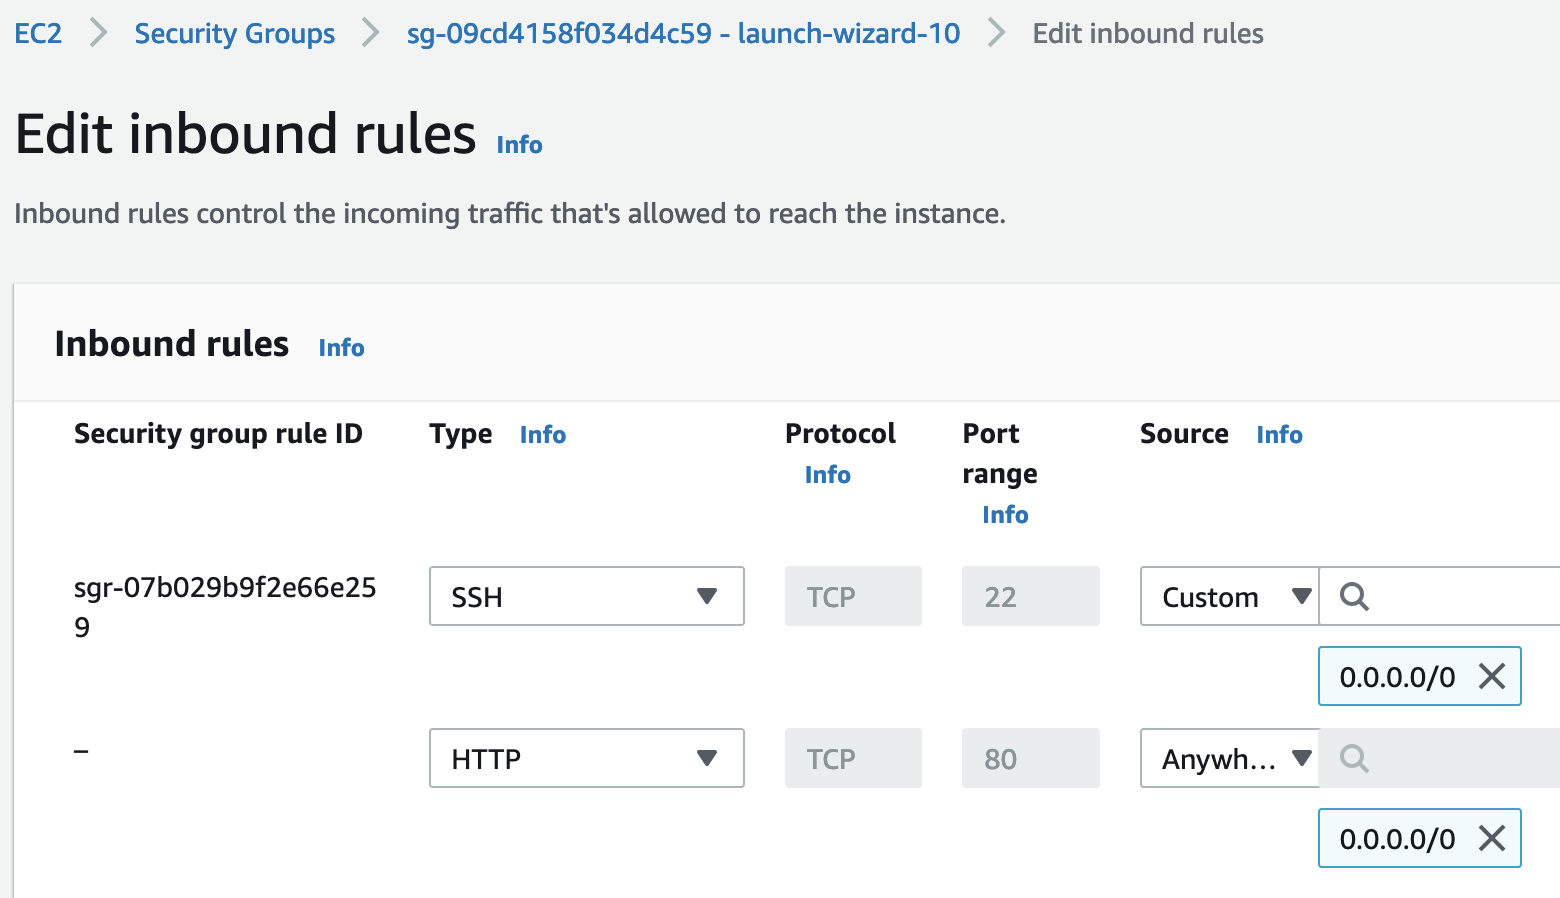 EC2 > Security Groups > sg-09cd4158f034d4c59 - launch-wizard-10 > Edit inbound rules
Edit inbound rules Info
Inbound rules control the incoming traffic that's allowed to reach the instance.
Inbound rules Info
Security group rule ID Type Info Protocol Info Port range Info Source Info
sgr-07b029b9f2e66e259 SSH TCP 22 Custom
0.0.0.0/0
– HTTP TCP 80 Anywh...
0.0.0.0/0